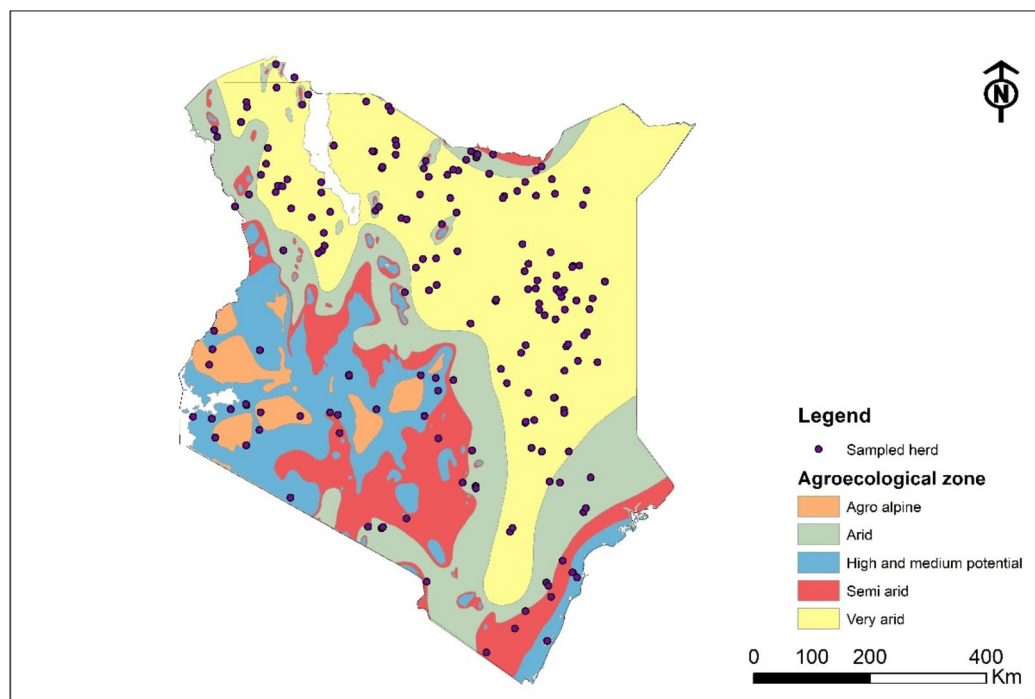 N
Legend
Sampled herd
Agroecological zone
Agro alpine
Arid
High and medium potential
Semi arid
Very arid
0 100 200 400
Km